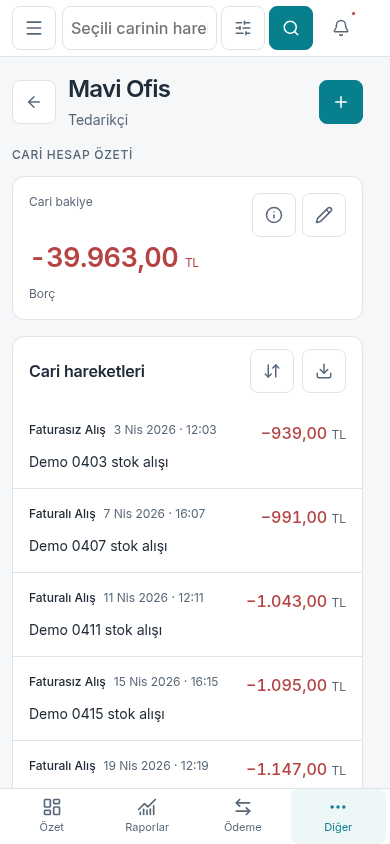 Seçili carinin hare
Mavi Ofis
Tedarikçi
CARİ HESAP ÖZETİ
Cari bakiye
-39.963,00 TL
Borç
Cari hareketleri
Faturasız Alış 3 Nis 2026 · 12:03 −939,00 TL
Demo 0403 stok alışı
Faturalı Alış 7 Nis 2026 · 16:07 −991,00 TL
Demo 0407 stok alışı
Faturalı Alış 11 Nis 2026 · 12:11 −1.043,00 TL
Demo 0411 stok alışı
Faturasız Alış 15 Nis 2026 · 16:15 −1.095,00 TL
Demo 0415 stok alışı
Faturalı Alış 19 Nis 2026 · 12:19 −1.147,00 TL
Özet Raporlar Ödeme Diğer